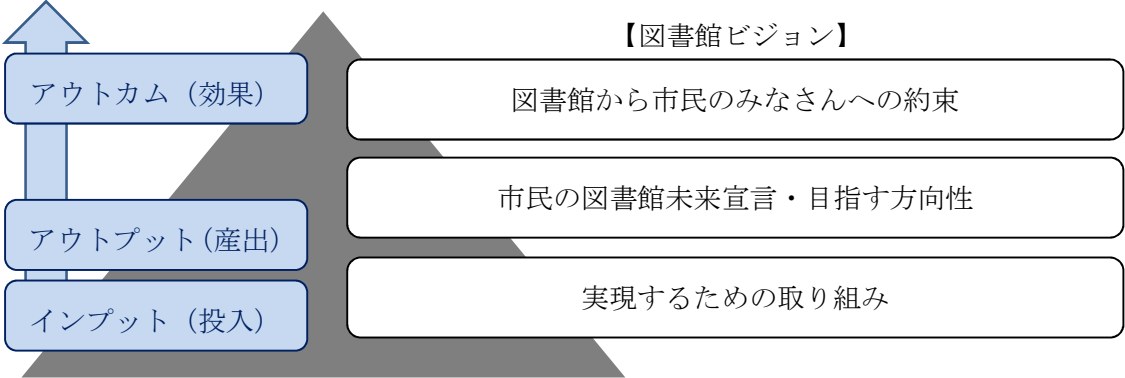 【図書館ビジョン】
アウトカム（効果）
図書館から市民のみなさんへの約束
市民の図書館未来宣言・目指す方向性
アウトプット（産出）
インプット（投入）
実現するための取り組み